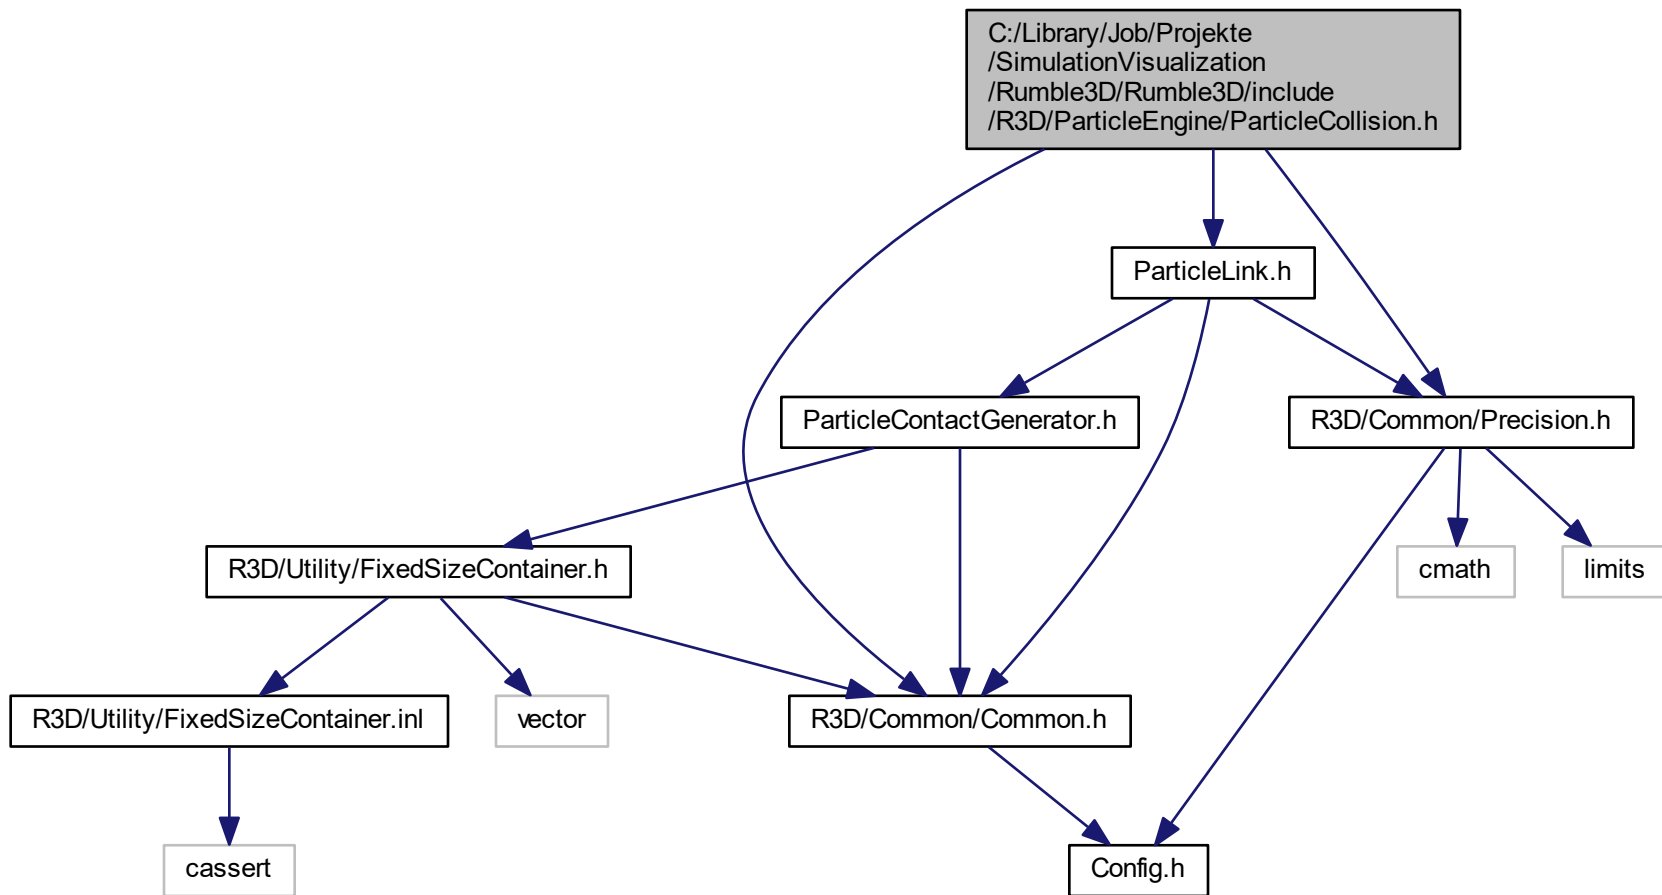 C:/Library/Job/Projekte
/SimulationVisualization
/Rumble3D/Rumble3D/include
/R3D/ParticleEngine/ParticleCollision.h
ParticleLink.h
ParticleContactGenerator.h
R3D/Common/Precision.h
R3D/Utility/FixedSizeContainer.h
cmath
limits
R3D/Utility/FixedSizeContainer.inl
vector
R3D/Common/Common.h
cassert
Config.h